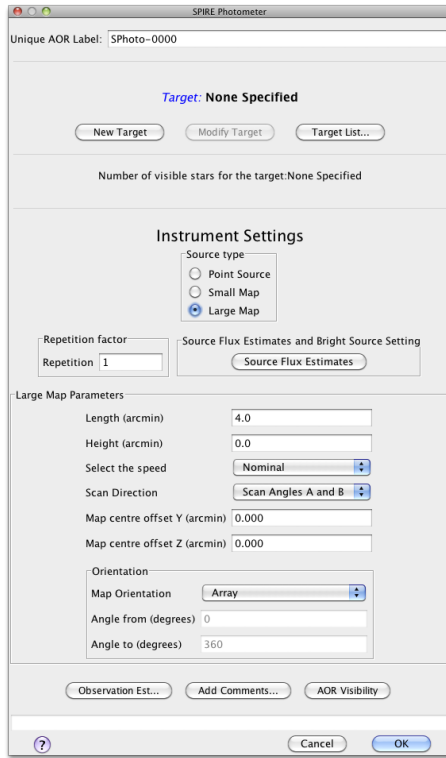 SPIRE Photometer
Unique AOR Label: SPhoto-0000
Target: None Specified
New Target Modify Target Target List...
Number of visible stars for the target:None Specified
Instrument Settings
Source type
Point Source
Small Map
Large Map
Repetition factor
Repetition 1
Source Flux Estimates and Bright Source Setting
Source Flux Estimates
Large Map Parameters
Length (arcmin) 4.0
Height (arcmin) 0.0
Select the speed Nominal
Scan Direction Scan Angles A and B
Map centre offset Y (arcmin) 0.000
Map centre offset Z (arcmin) 0.000
Orientation
Map Orientation Array
Angle from (degrees) 0
Angle to (degrees) 360
Observation Est... Add Comments... AOR Visibility
? Cancel OK